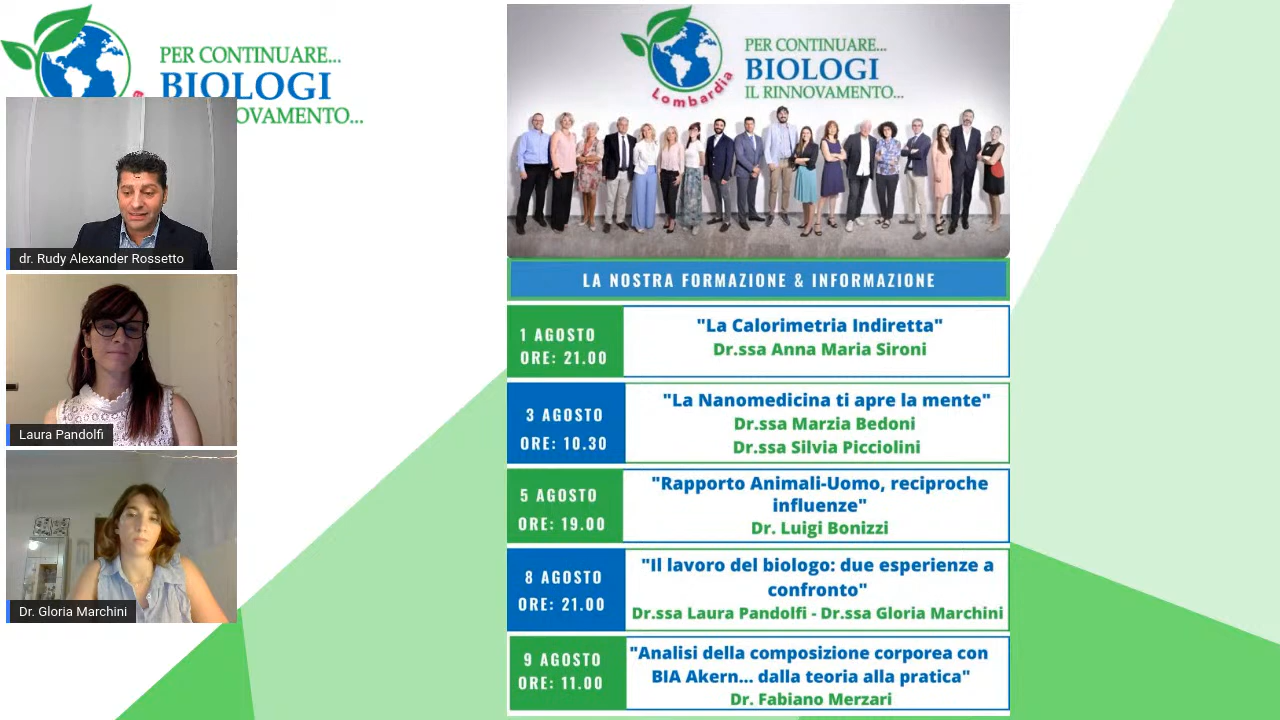 PER CONTINUARE...
BIOLOGI
OVAMENTO...
dr. Rudy Alexander Rossetto
Laura Pandolfi
Dr. Gloria Marchini
PER CONTINUARE...
BIOLOGI
IL RINNOVAMENTO...
Lombardia
LA NOSTRA FORMAZIONE & INFORMAZIONE
1 AGOSTO
ORE: 21.00
"La Calorimetria Indiretta"
Dr.ssa Anna Maria Sironi
3 AGOSTO
ORE: 10.30
"La Nanomedicina ti apre la mente"
Dr.ssa Marzia Bedoni
Dr.ssa Silvia Picciolini
5 AGOSTO
ORE: 19.00
"Rapporto Animali-Uomo, reciproche
influenze"
Dr. Luigi Bonizzi
8 AGOSTO
ORE: 21.00
"Il lavoro del biologo: due esperienze a
confronto"
Dr.ssa Laura Pandolfi - Dr.ssa Gloria Marchini
9 AGOSTO
ORE: 11.00
"Analisi della composizione corporea con
BIA Akern... dalla teoria alla pratica"
Dr. Fabiano Merzari